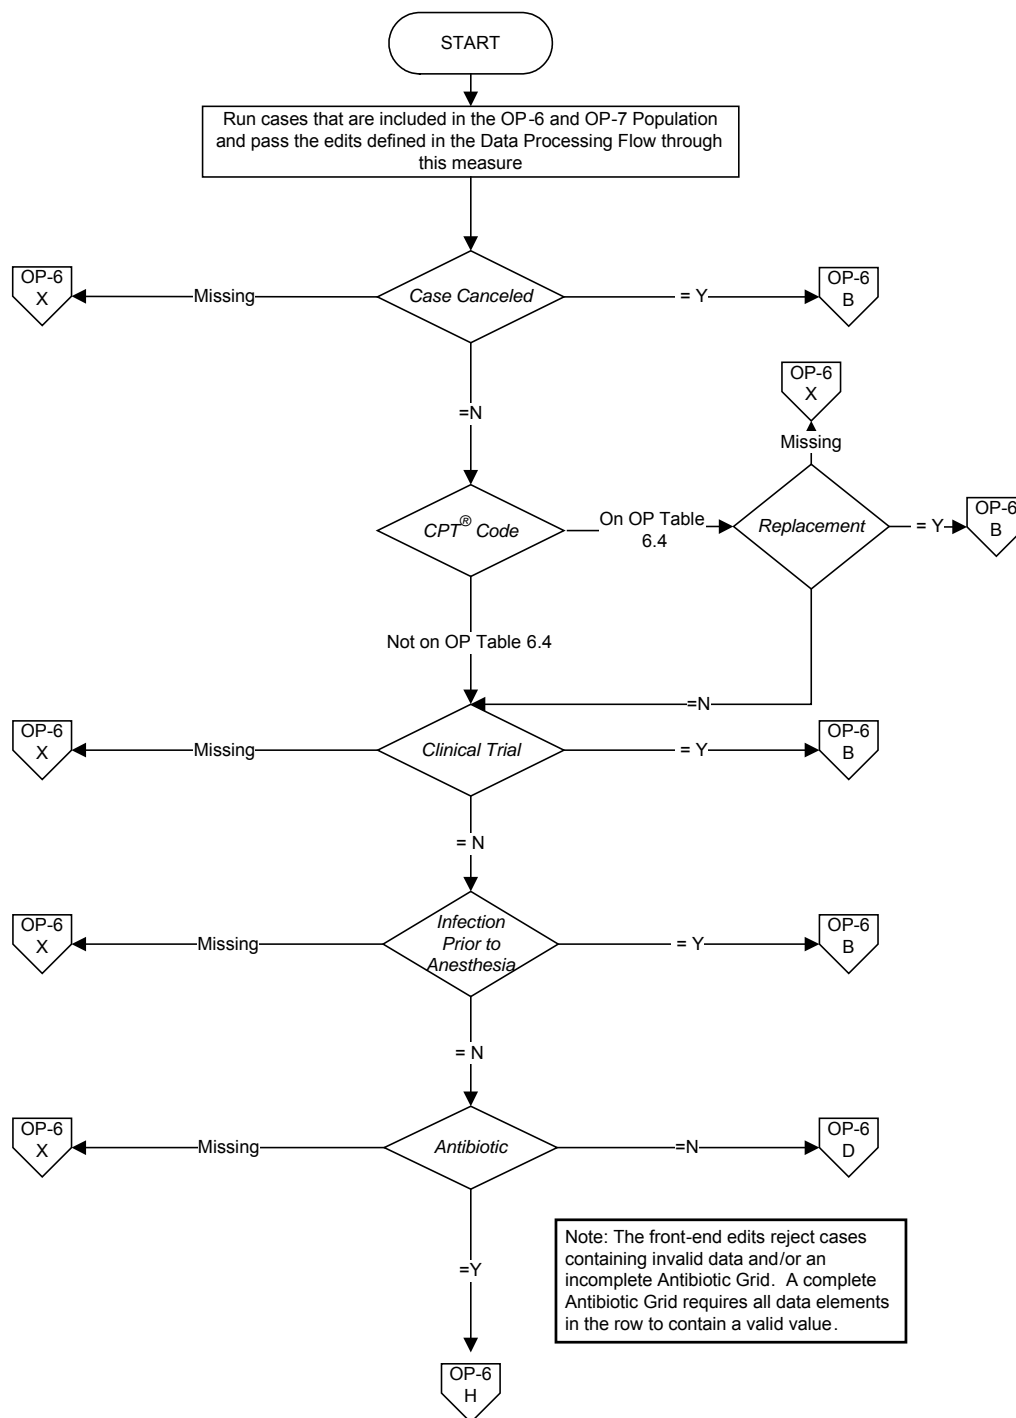 START
Run cases that are included in the OP-6 and OP-7 Population
and pass the edits defined in the Data Processing Flow through
this measure
OP-6
X
Missing
Case Canceled
= Y
OP-6
B
=N
OP-6
X
Missing
CPT® Code
On OP Table
6.4
Replacement
= Y
OP-6
B
Not on OP Table 6.4
=N
OP-6
X
Missing
Clinical Trial
= Y
OP-6
B
= N
OP-6
X
Missing
Infection
Prior to
Anesthesia
= Y
OP-6
B
= N
OP-6
X
Missing
Antibiotic
=N
OP-6
D
=Y
Note: The front-end edits reject cases
containing invalid data and/or an
incomplete Antibiotic Grid. A complete
Antibiotic Grid requires all data elements
in the row to contain a valid value.
OP-6
H